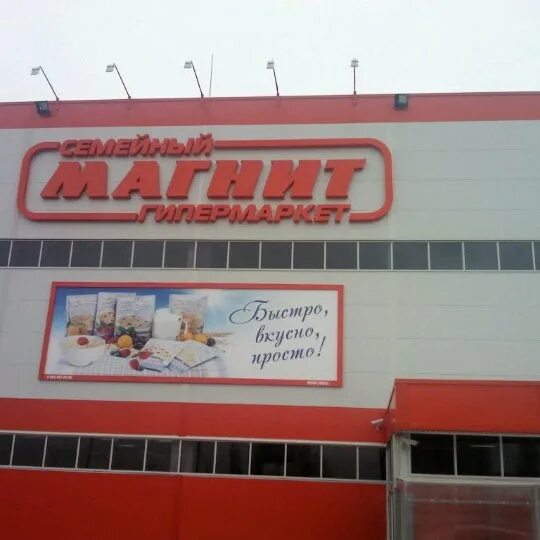 СЕМЕЙНЫЙ
МАГНИТ
ГИПЕРМАРКЕТ
Быстро,
вкусно,
просто!